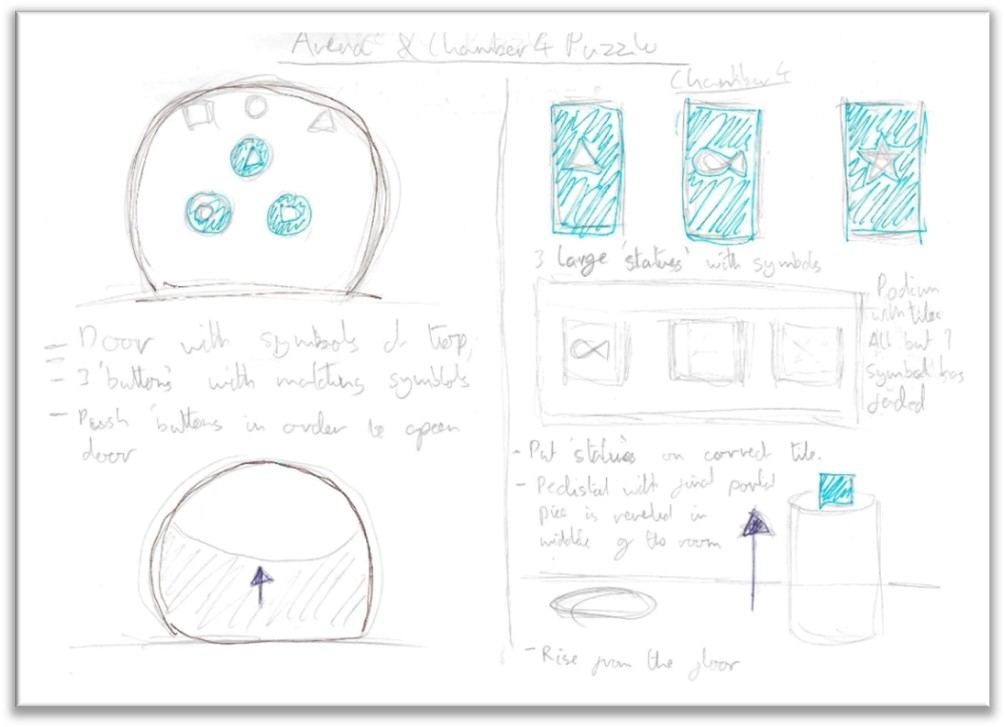 Arena & Chamber 4 Puzzle
- Door with symbols at top,
- 3 'buttons' with matching symbols
- Push 'buttons in order to open
door
Chamber 4
3 Large 'statues' with symbols
Podium
with tiles
All but 1
symbol has
faded
- Put 'statues' on correct tile.
- Pedistal with final portal
piece is reveled in
middle of the room
- Rise from the floor